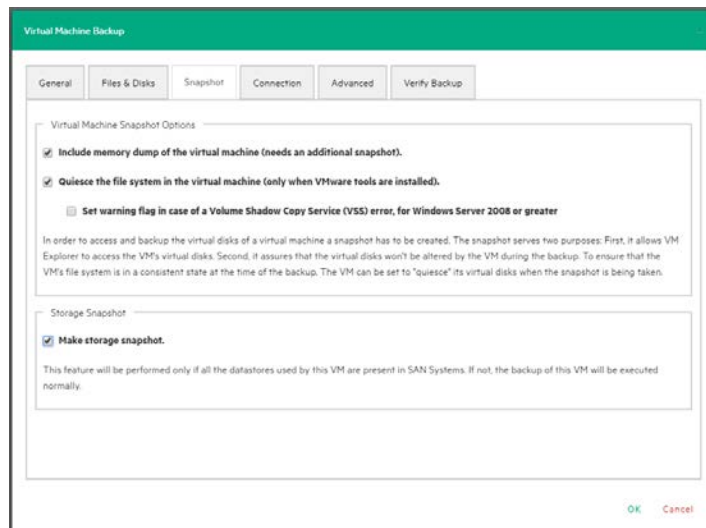 Virtual Machine Backup
General Files & Disks Snapshot Connection Advanced Verify Backup
Virtual Machine Snapshot Options
Include memory dump of the virtual machine (needs an additional snapshot).
Quiesce the file system in the virtual machine (only when VMware tools are installed).
Set warning flag in case of a Volume Shadow Copy Service (VSS) error, for Windows Server 2008 or greater
In order to access and backup the virtual disks of a virtual machine a snapshot has to be created. The snapshot serves two purposes: First, it allows VM
Explorer to access the VM's virtual disks. Second, it assures that the virtual disks won't be altered by the VM during the backup. To ensure that the
VM's file system is in a consistent state at the time of the backup. The VM can be set to "quiesce" its virtual disks when the snapshot is being taken.
Storage Snapshot
Make storage snapshot.
This feature will be performed only if all the datastores used by this VM are present in SAN Systems. If not, the backup of this VM will be executed
normally.
OK Cancel